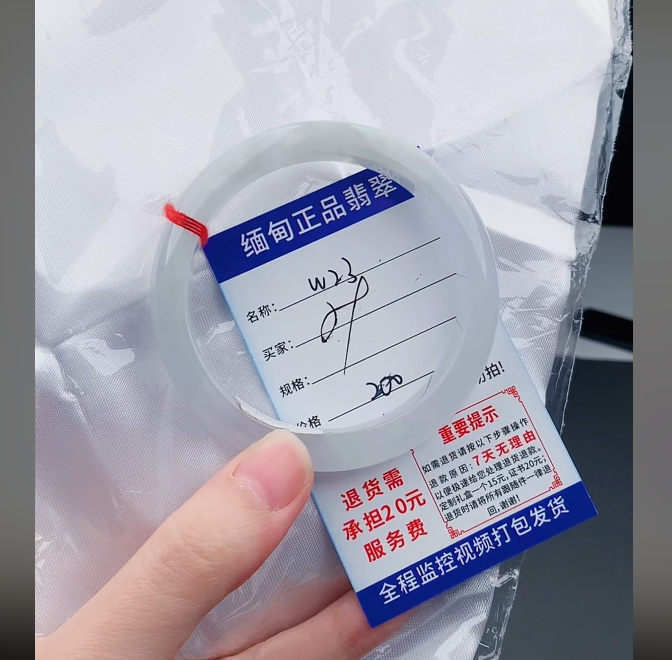 缅甸正品翡翠
名称: W23
买家:
规格:
价格 200
勿拍!
退货需
承担20元
服务费
重要提示
如需退货请按以下步骤操作
退款原因:7天无理由
以便极速给您处理退货退款。
定制礼盒一个15元,证书20元;
退货时请将所有跟随件一律退
回,谢谢!
全程监控视频打包发货